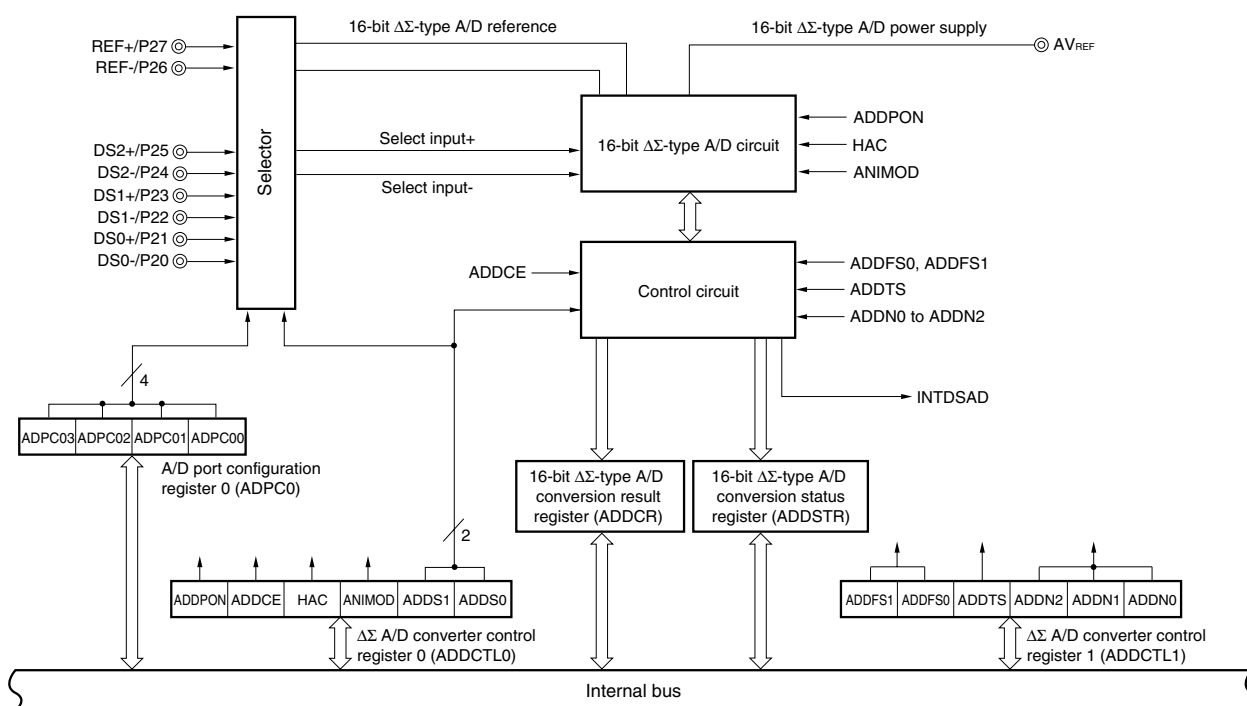 16-bit ΔΣ-type A/D reference
16-bit ΔΣ-type A/D power supply
REF+/P27
REF-/P26
AVREF
Selector
DS2+/P25
DS2-/P24
DS1+/P23
DS1-/P22
DS0+/P21
DS0-/P20
Select input+
Select input-
16-bit ΔΣ-type A/D circuit
ADDPON
HAC
ANIMOD
ADDCE
Control circuit
ADDFS0, ADDFS1
ADDTS
ADDN0 to ADDN2
INTDSAD
4
ADPC03 ADPC02 ADPC01 ADPC00
A/D port configuration
register 0 (ADPC0)
16-bit ΔΣ-type A/D
conversion result
register (ADDCR)
16-bit ΔΣ-type A/D
conversion status
register (ADDSTR)
2
ADDPON ADDCE HAC ANIMOD ADDS1 ADDS0
ΔΣ A/D converter control
register 0 (ADDCTL0)
ADDFS1 ADDFS0 ADDTS ADDN2 ADDN1 ADDN0
ΔΣ A/D converter control
register 1 (ADDCTL1)
Internal bus